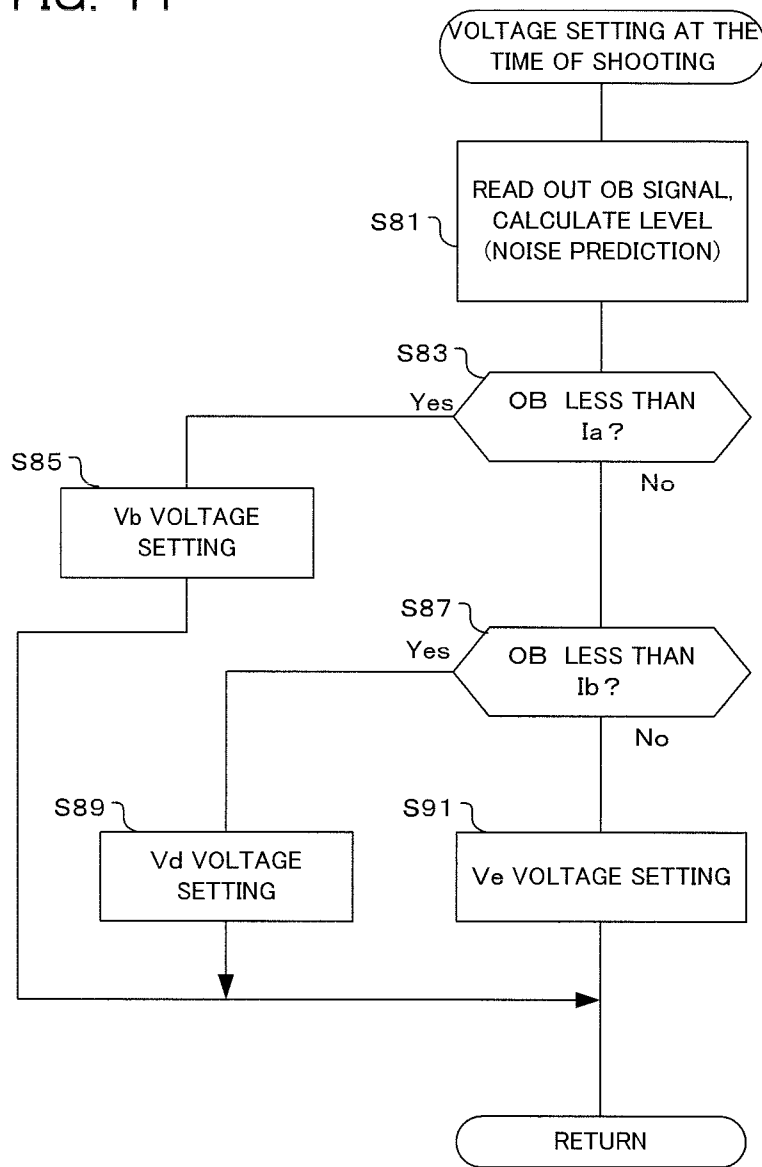 VOLTAGE SETTING AT THE
TIME OF SHOOTING
READ OUT OB SIGNAL,
CALCULATE LEVEL
(NOISE PREDICTION)
S81
S83
Yes
OB LESS THAN
Ia?
No
S85
Vb VOLTAGE
SETTING
S87
Yes
OB LESS THAN
Ib?
No
S89
Vd VOLTAGE
SETTING
S91
Ve VOLTAGE SETTING
RETURN